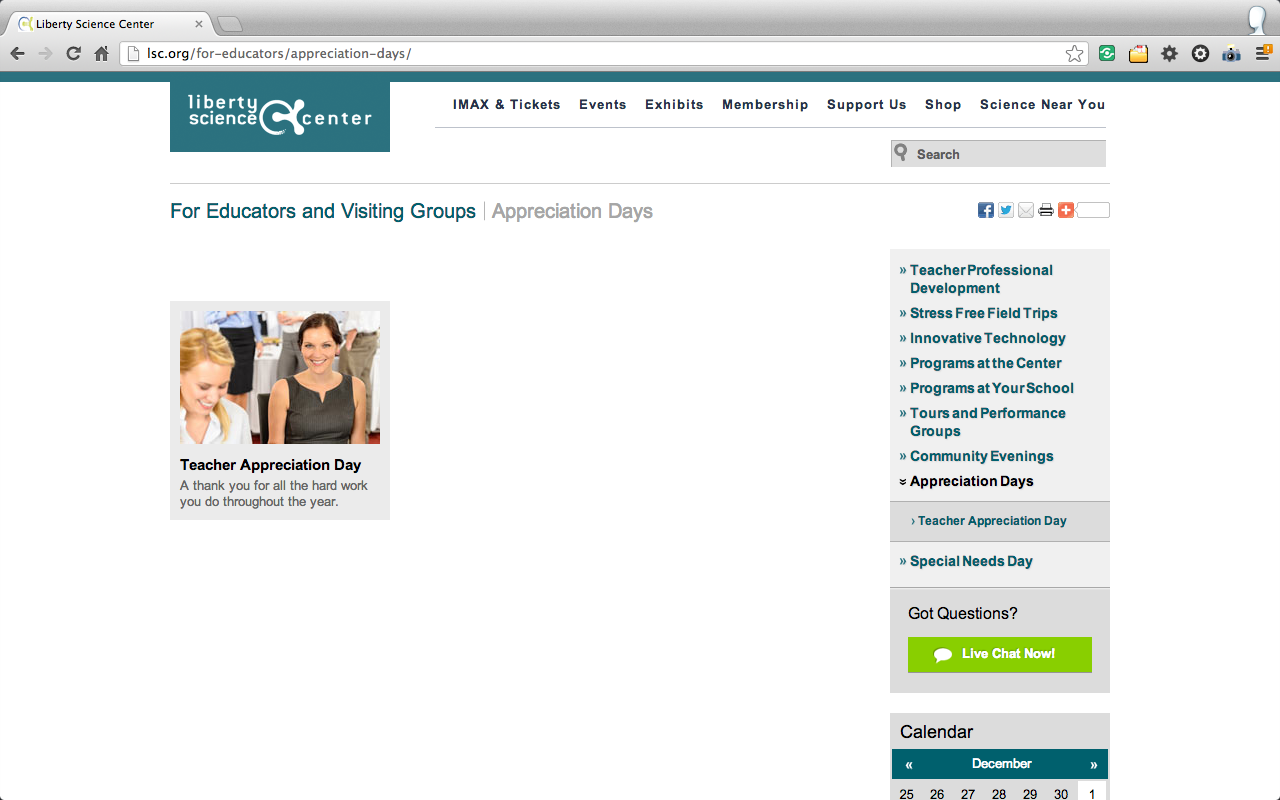 Liberty Science Center
lsc.org/for-educators/appreciation-days/
liberty
science center
IMAX & Tickets Events Exhibits Membership Support Us Shop Science Near You
Search
For Educators and Visiting Groups | Appreciation Days
» Teacher Professional
Development
» Stress Free Field Trips
» Innovative Technology
» Programs at the Center
» Programs at Your School
» Tours and Performance
Groups
» Community Evenings
» Appreciation Days
› Teacher Appreciation Day
» Special Needs Day
Teacher Appreciation Day
A thank you for all the hard work
you do throughout the year.
Got Questions?
Live Chat Now!
Calendar
« December »
25 26 27 28 29 30 1